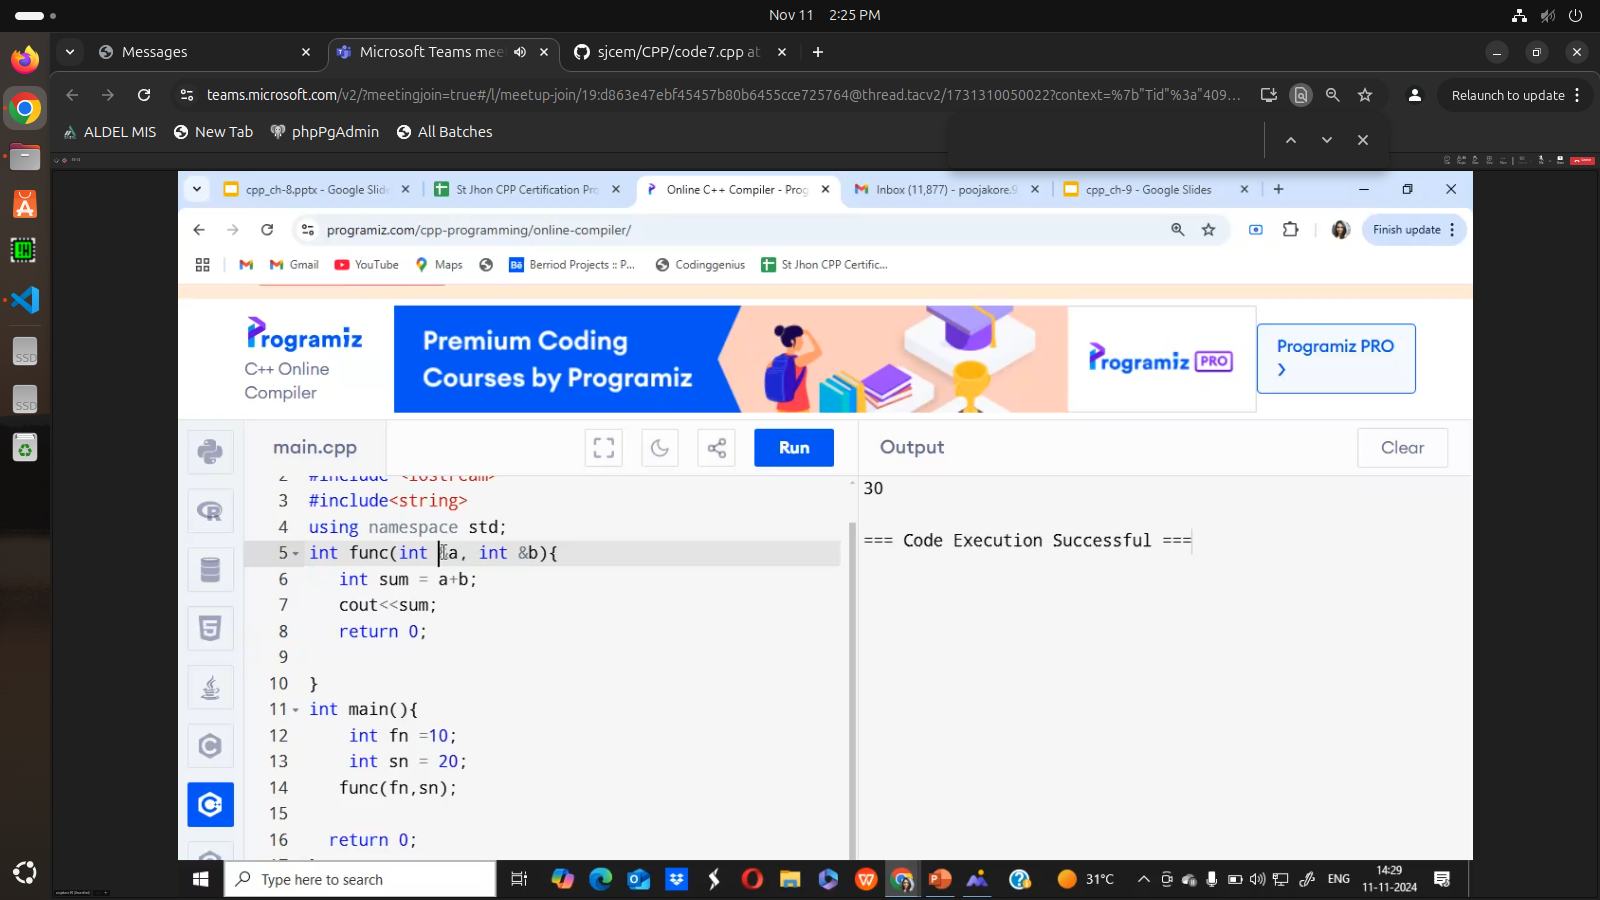 Nov 11 2:25 PM
Messages
Microsoft Teams mee
sjcem/CPP/code7.cpp at
teams.microsoft.com/v2/?meetingjoin=true#/l/meetup-join/19:d863e47ebf45457b80b6455cce725764@thread.tacv2/1731310050022?context=%7b"Tid"%3a"409...
Relaunch to update
ALDEL MIS
New Tab
phpPgAdmin
All Batches
cpp_ch-8.pptx - Google Slide
St Jhon CPP Certification Pro
Online C++ Compiler - Prog
Inbox (11,877) - poojakore.9
cpp_ch-9 - Google Slides
programiz.com/cpp-programming/online-compiler/
Finish update
Gmail
YouTube
Maps
Berriod Projects :: P...
Codinggenius
St Jhon CPP Certific...
Programiz
C++ Online
Compiler
Premium Coding
Courses by Programiz
Programiz PRO
Programiz PRO
main.cpp
Run
Output
Clear
2 #include <iostream>
3 #include<string>
4 using namespace std;
5 int func(int &a, int &b){
6 int sum = a+b;
7 cout<<sum;
8 return 0;
9
10 }
11 int main(){
12 int fn =10;
13 int sn = 20;
14 func(fn,sn);
15
16 return 0;
30
=== Code Execution Successful ===
SSD
SSD
Type here to search
31°C
ENG
14:29
11-11-2024